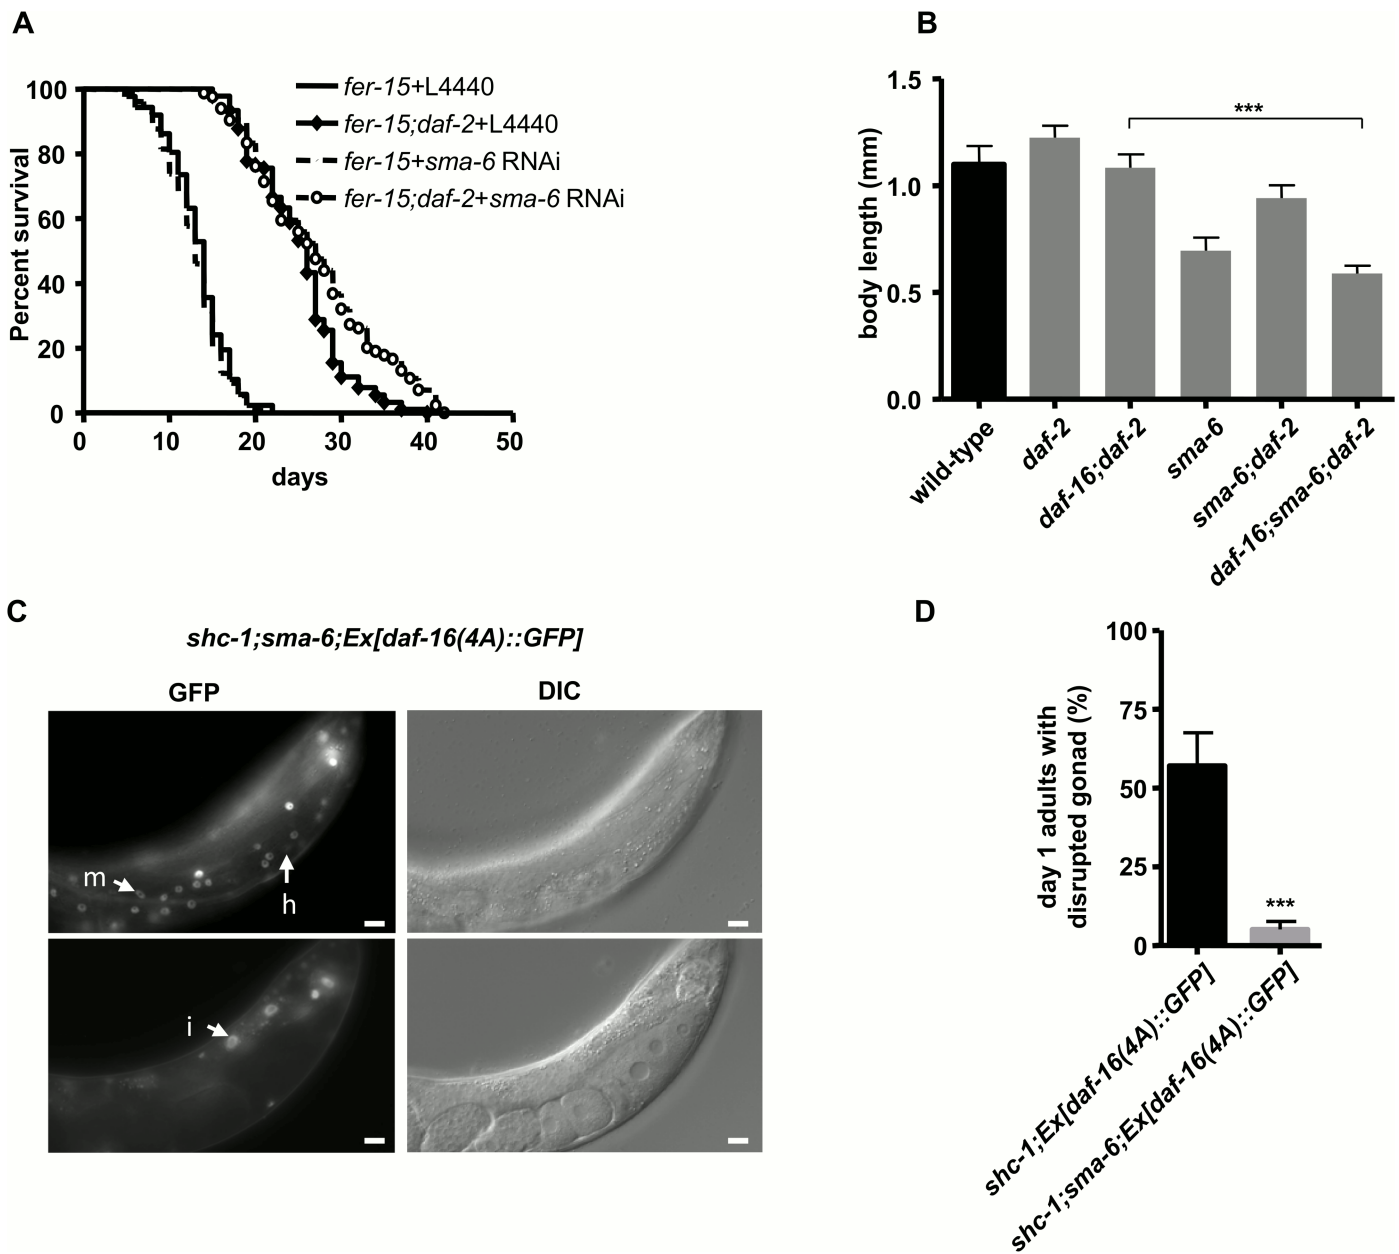 A
fer-15+L4440
fer-15;daf-2+L4440
fer-15+sma-6 RNAi
fer-15;daf-2+sma-6 RNAi
Percent survival
100
80
60
40
20
0
0 10 20 30 40 50
days
B
body length (mm)
1.5
1.0
0.5
0.0
***
wild-type
daf-2
daf-16;daf-2
sma-6
sma-6;daf-2
daf-16;sma-6;daf-2
C
shc-1;sma-6;Ex[daf-16(4A)::GFP]
GFP DIC
m
h
i
D
day 1 adults with
disrupted gonad (%)
100
75
50
25
0
***
shc-1;Ex[daf-16(4A)::GFP]
shc-1;sma-6;Ex[daf-16(4A)::GFP]